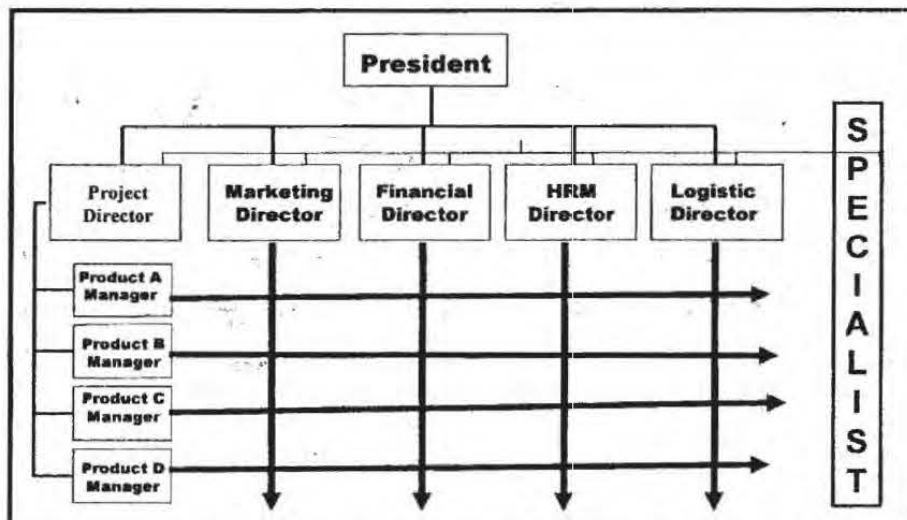 President
Project
Director
Marketing
Director
Financial
Director
HRM
Director
Logistic
Director
Product A
Manager
Product B
Manager
Product C
Manager
Product D
Manager
SPECIALIST